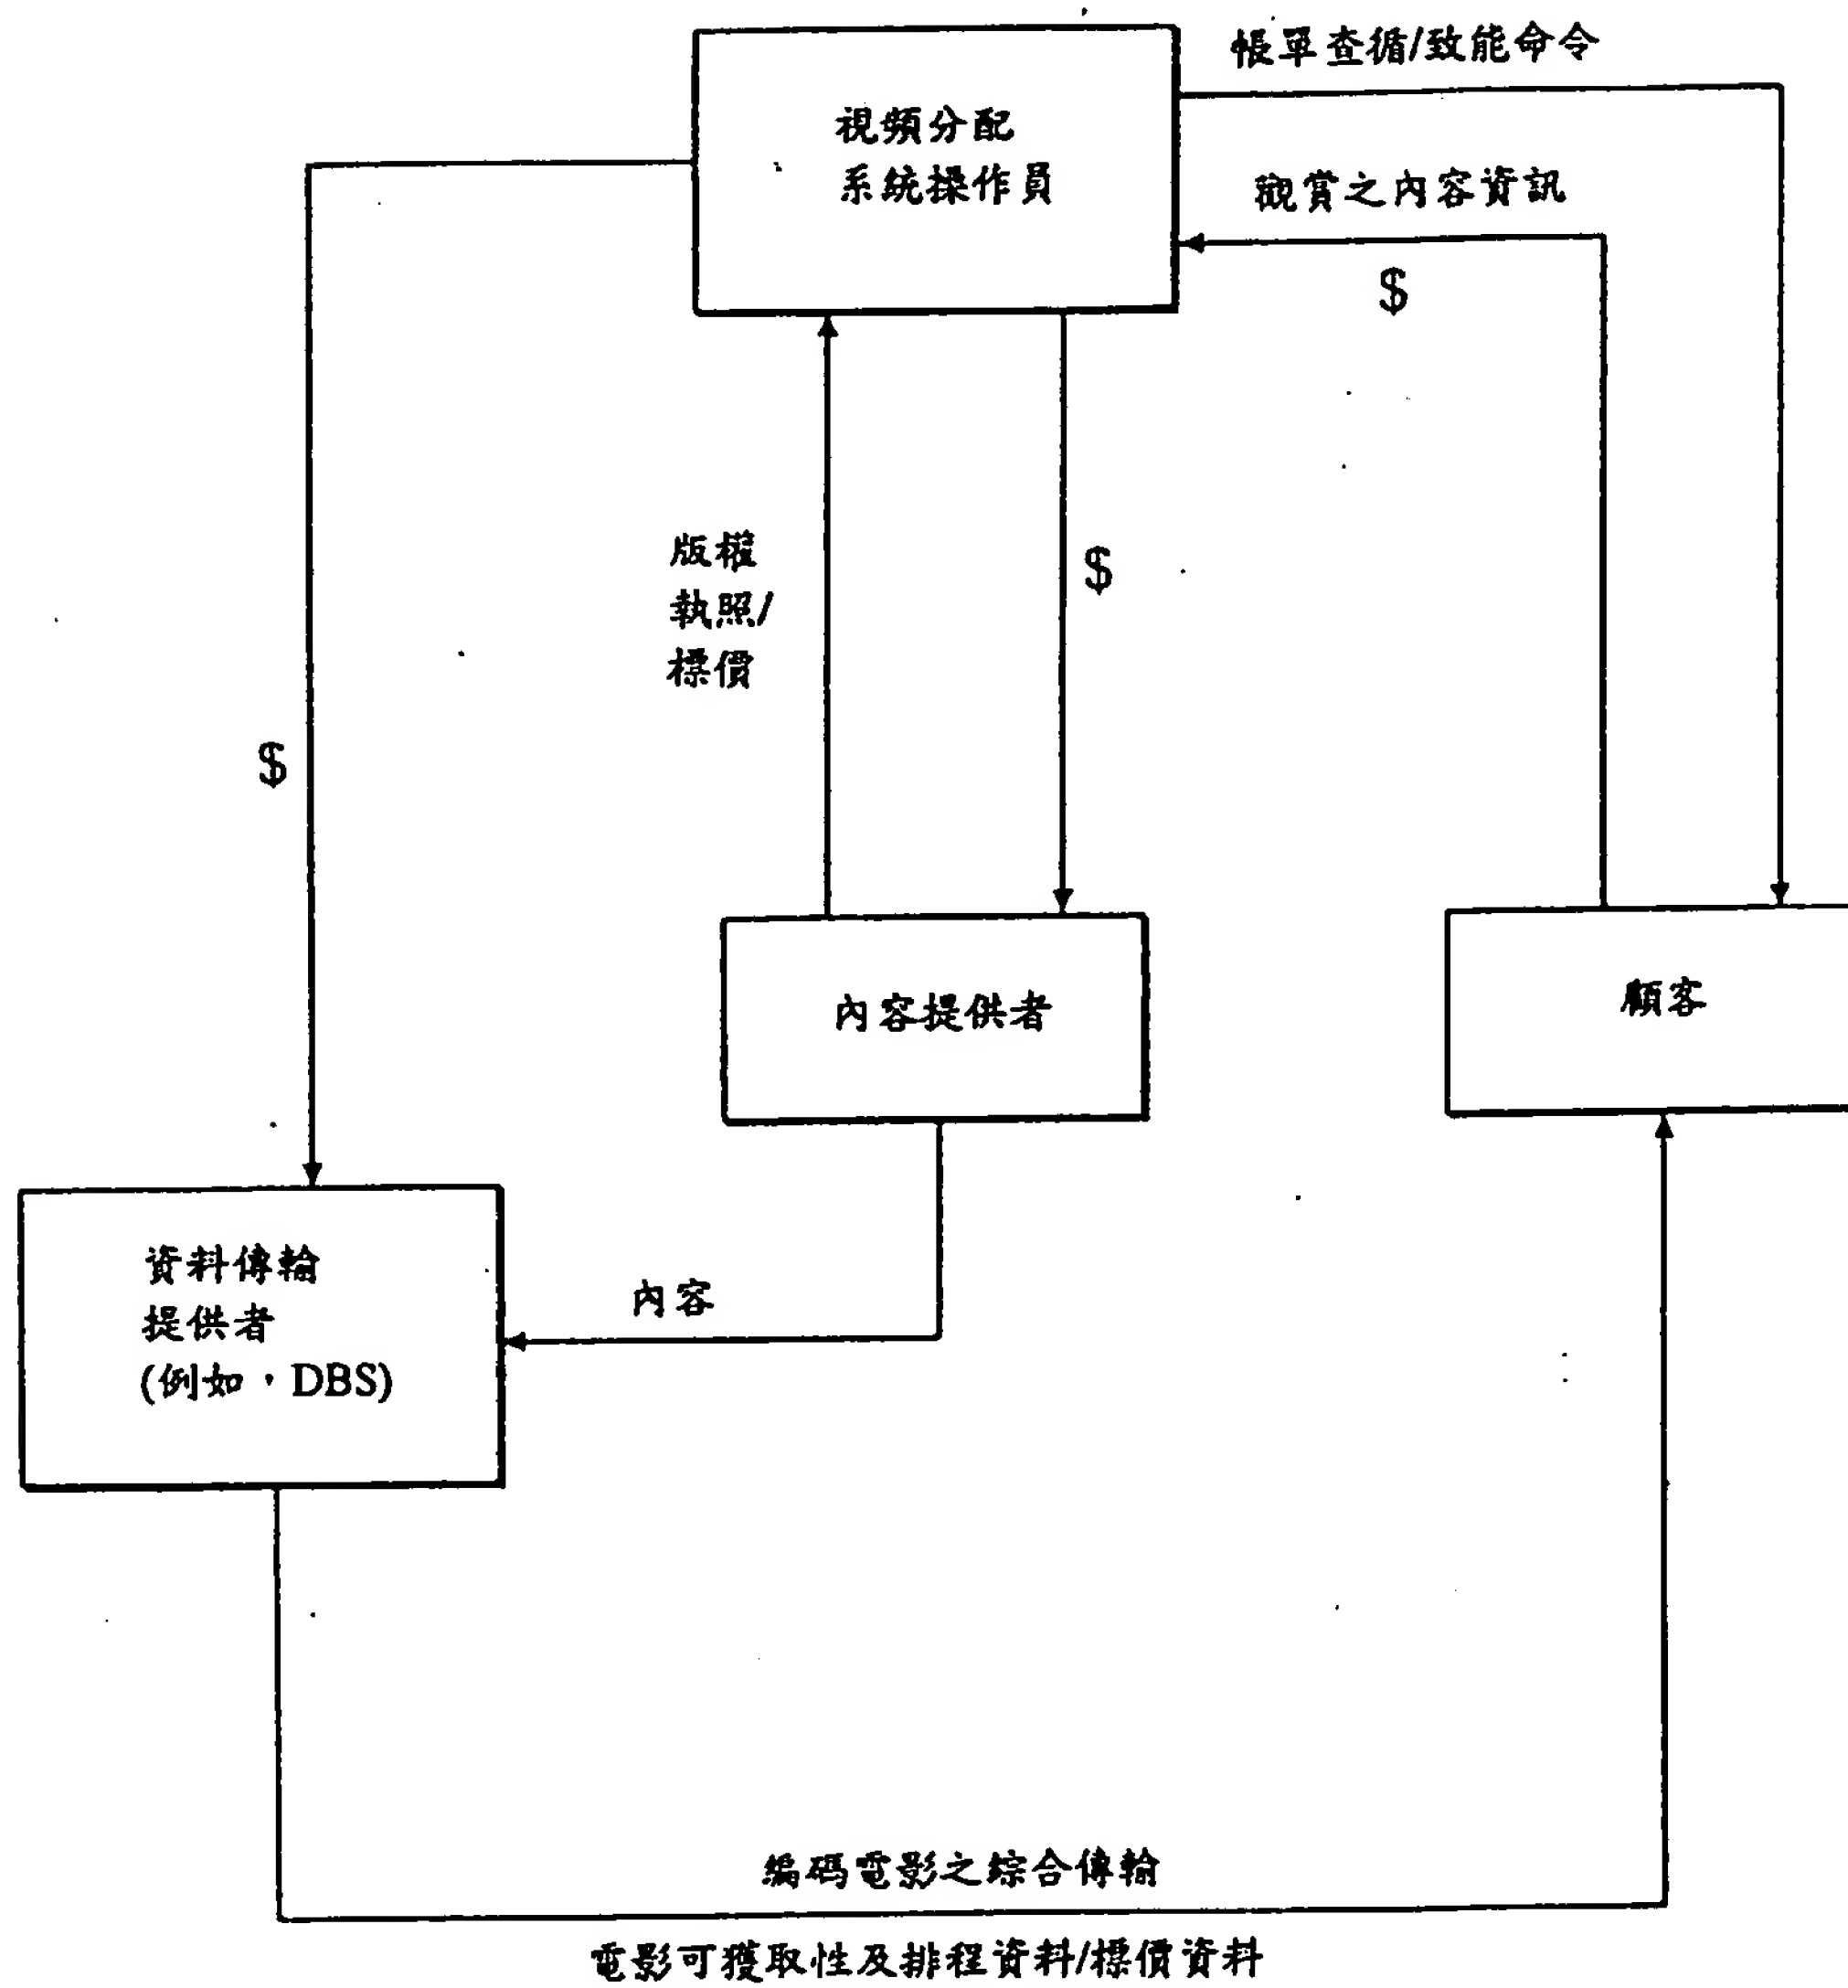 帳單查循/致能命令
視頻分配
系統操作員
觀賞之內容資訊
$
版權
執照/
標價
$
$
內容提供者
顧客
資料傳輸
提供者
(例如，DBS)
內容
編碼電影之綜合傳輸
電影可獲取性及排程資料/標價資料